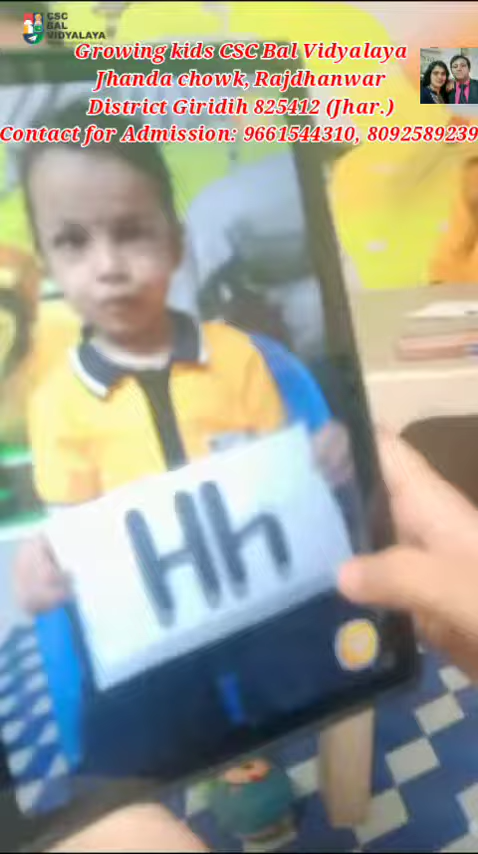 CSC
BAL
VIDYALAYA
Growing kids CSC Bal Vidyalaya
Jhanda chowk, Rajdhanwar
District Giridih 825412 (Jhar.)
Contact for Admission: 9661544310, 8092589239
Hh